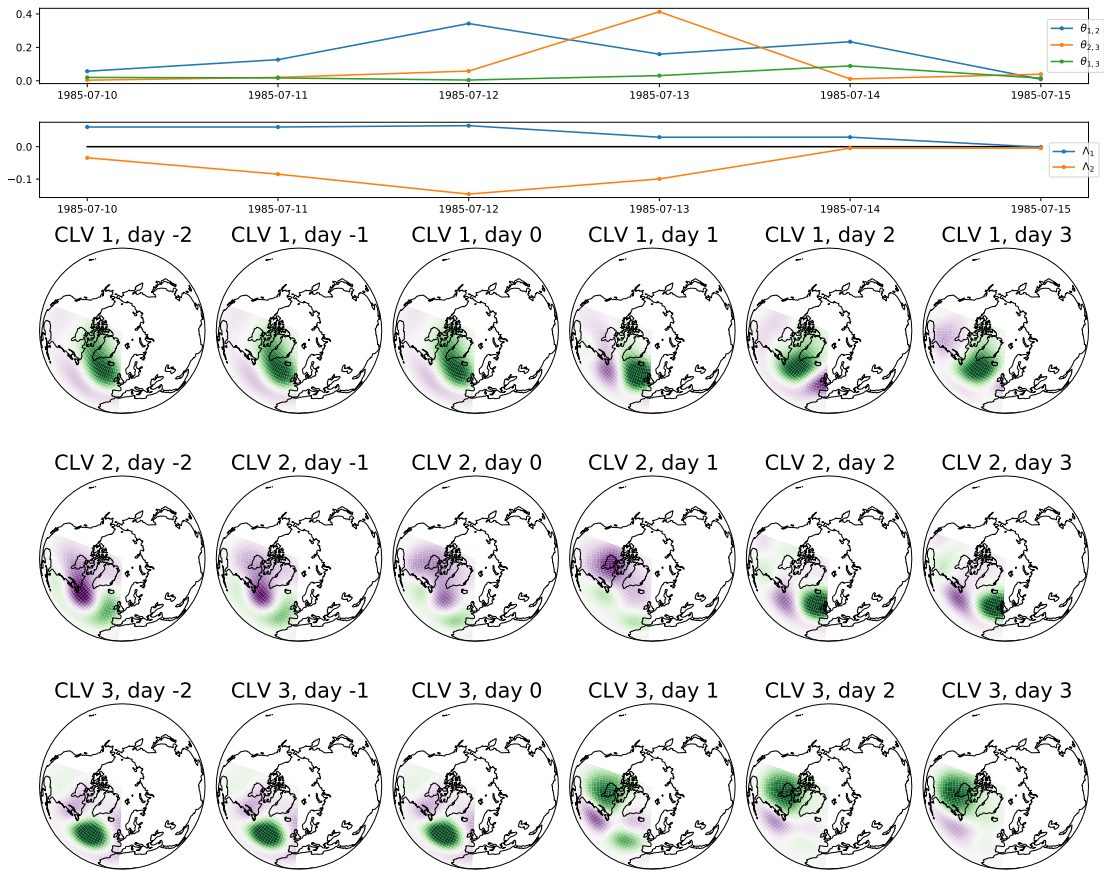 0.4
0.2
0.0
θ1,2
θ2,3
θ1,3
1985-07-10 1985-07-11 1985-07-12 1985-07-13 1985-07-14 1985-07-15
0.0
−0.1
Λ1
Λ2
1985-07-10 1985-07-11 1985-07-12 1985-07-13 1985-07-14 1985-07-15
CLV 1, day -2 CLV 1, day -1 CLV 1, day 0 CLV 1, day 1 CLV 1, day 2 CLV 1, day 3
CLV 2, day -2 CLV 2, day -1 CLV 2, day 0 CLV 2, day 1 CLV 2, day 2 CLV 2, day 3
CLV 3, day -2 CLV 3, day -1 CLV 3, day 0 CLV 3, day 1 CLV 3, day 2 CLV 3, day 3